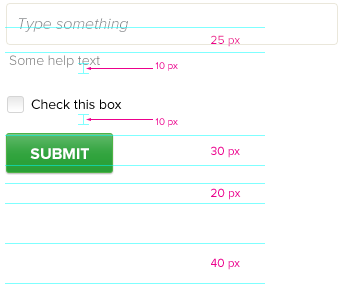 Type something
25 px
Some help text
10 px
Check this box
10 px
SUBMIT
30 px
20 px
40 px